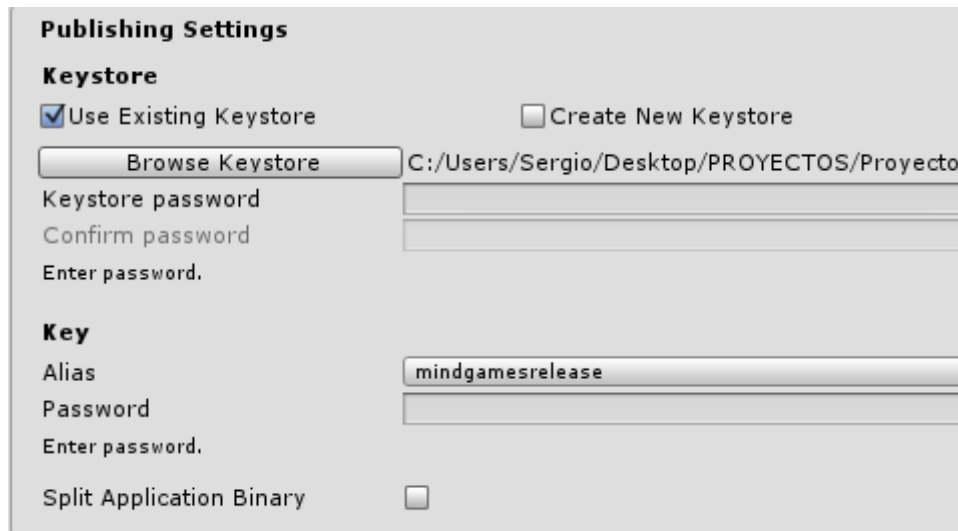 Publishing Settings
Keystore
Use Existing Keystore Create New Keystore
Browse Keystore C:/Users/Sergio/Desktop/PROYECTOS/Proyecto
Keystore password
Confirm password
Enter password.
Key
Alias mindgamesrelease
Password
Enter password.
Split Application Binary